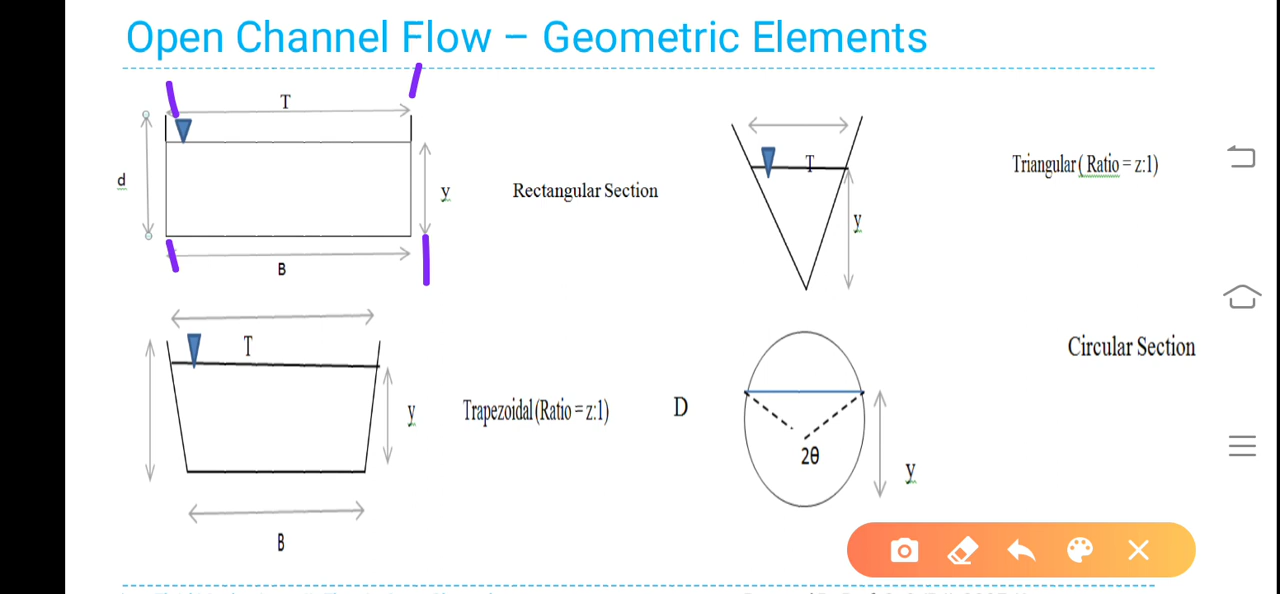 Open Channel Flow – Geometric Elements
T
d
y
Rectangular Section
B
T
y
Triangular ( Ratio = z:1)
T
y
Trapezoidal (Ratio = z:1)
B
D
2θ
y
Circular Section